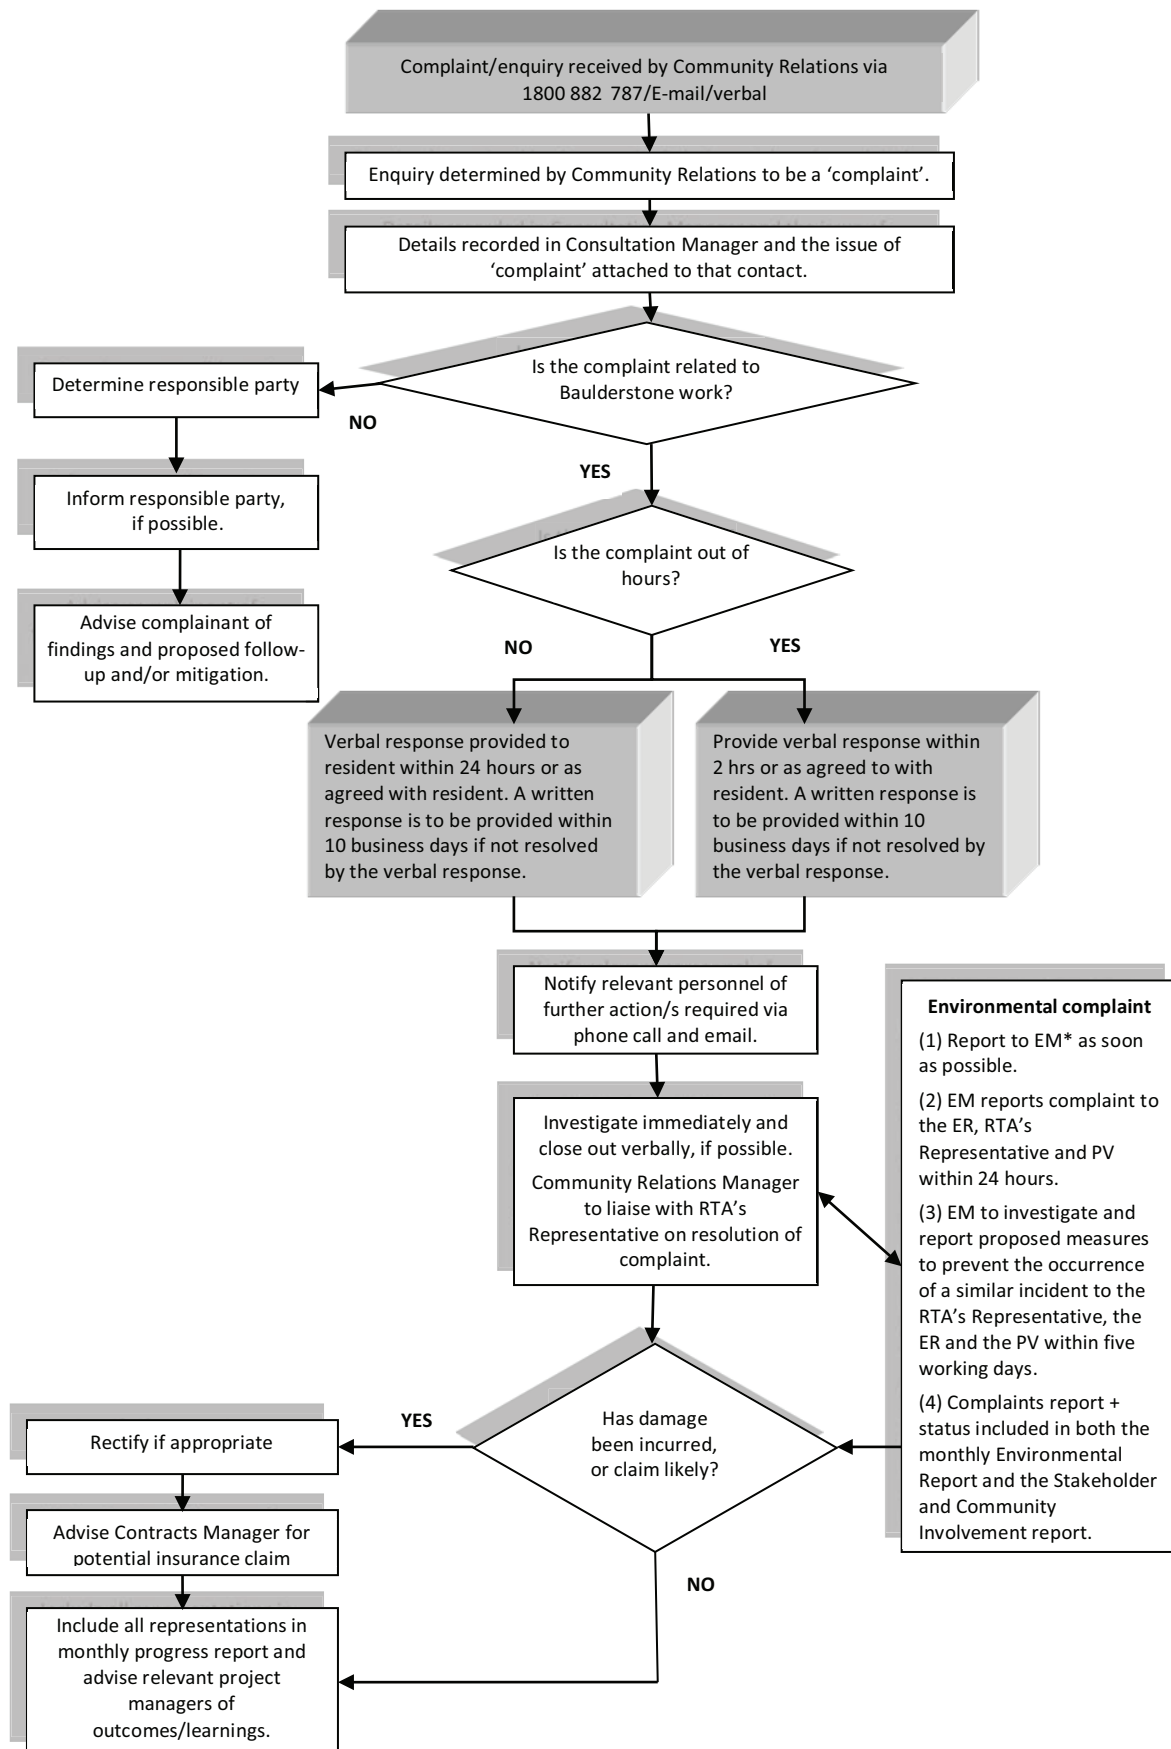 Complaint/enquiry received by Community Relations via
1800 882 787/E-mail/verbal
Enquiry determined by Community Relations to be a ‘complaint’.
Details recorded in Consultation Manager and the issue of
‘complaint’ attached to that contact.
Is the complaint related to
Baulderstone work?
NO
Determine responsible party
Inform responsible party,
if possible.
Advise complainant of
findings and proposed follow-
up and/or mitigation.
YES
Is the complaint out of
hours?
NO
YES
Verbal response provided to
resident within 24 hours or as
agreed with resident. A written
response is to be provided within
10 business days if not resolved
by the verbal response.
Provide verbal response within
2 hrs or as agreed to with
resident. A written response is
to be provided within 10
business days if not resolved by
the verbal response.
Notify relevant personnel of
further action/s required via
phone call and email.
Investigate immediately and
close out verbally, if possible.
Community Relations Manager
to liaise with RTA’s
Representative on resolution of
complaint.
Environmental complaint
(1) Report to EM* as soon
as possible.
(2) EM reports complaint to
the ER, RTA’s
Representative and PV
within 24 hours.
(3) EM to investigate and
report proposed measures
to prevent the occurrence
of a similar incident to the
RTA’s Representative, the
ER and the PV within five
working days.
(4) Complaints report +
status included in both the
monthly Environmental
Report and the Stakeholder
and Community
Involvement report.
Has damage
been incurred,
or claim likely?
YES
Rectify if appropriate
Advise Contracts Manager for
potential insurance claim
NO
Include all representations in
monthly progress report and
advise relevant project
managers of
outcomes/learnings.